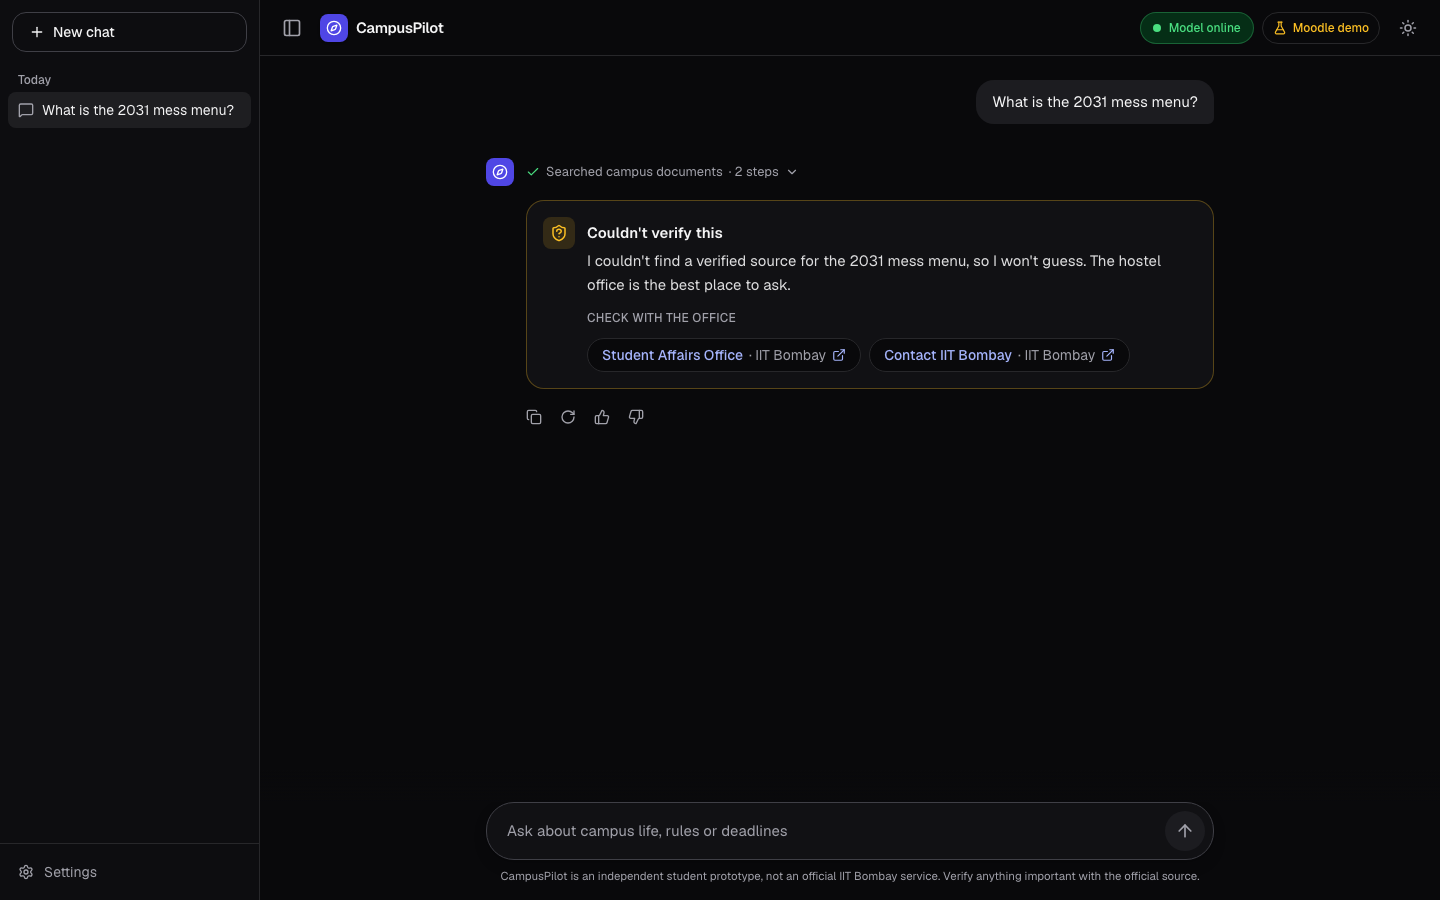 New chat
Today
What is the 2031 mess menu?
Settings
CampusPilot
Model online
Moodle demo
What is the 2031 mess menu?
Searched campus documents · 2 steps
Couldn't verify this
I couldn't find a verified source for the 2031 mess menu, so I won't guess. The hostel
office is the best place to ask.
CHECK WITH THE OFFICE
Student Affairs Office · IIT Bombay
Contact IIT Bombay · IIT Bombay
Ask about campus life, rules or deadlines
CampusPilot is an independent student prototype, not an official IIT Bombay service. Verify anything important with the official source.